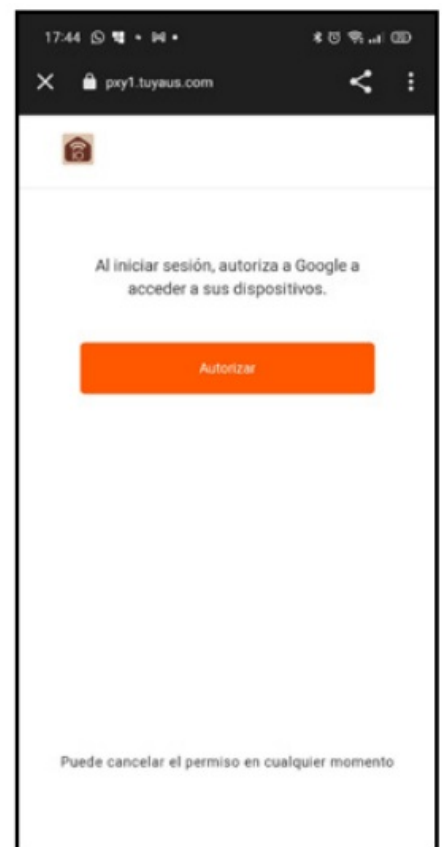 17:44
pxy1.tuyaus.com
Al iniciar sesión, autoriza a Google a
acceder a sus dispositivos.
Autorizar
Puede cancelar el permiso en cualquier momento